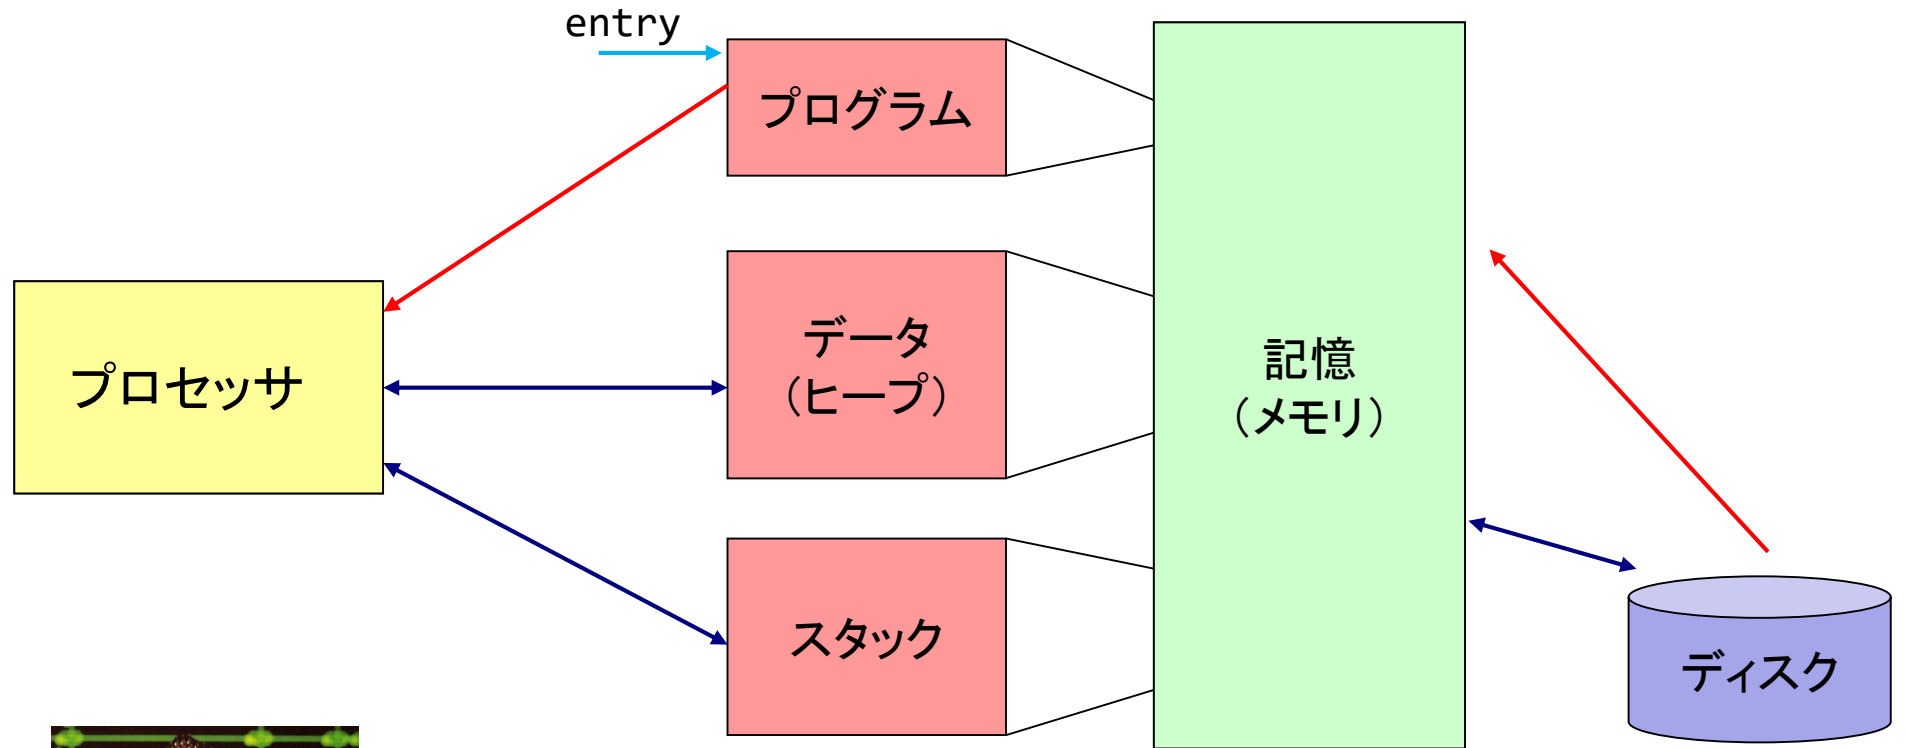 entry
プログラム
プロセッサ
データ
（ヒープ）
記憶
（メモリ）
スタック
ディスク